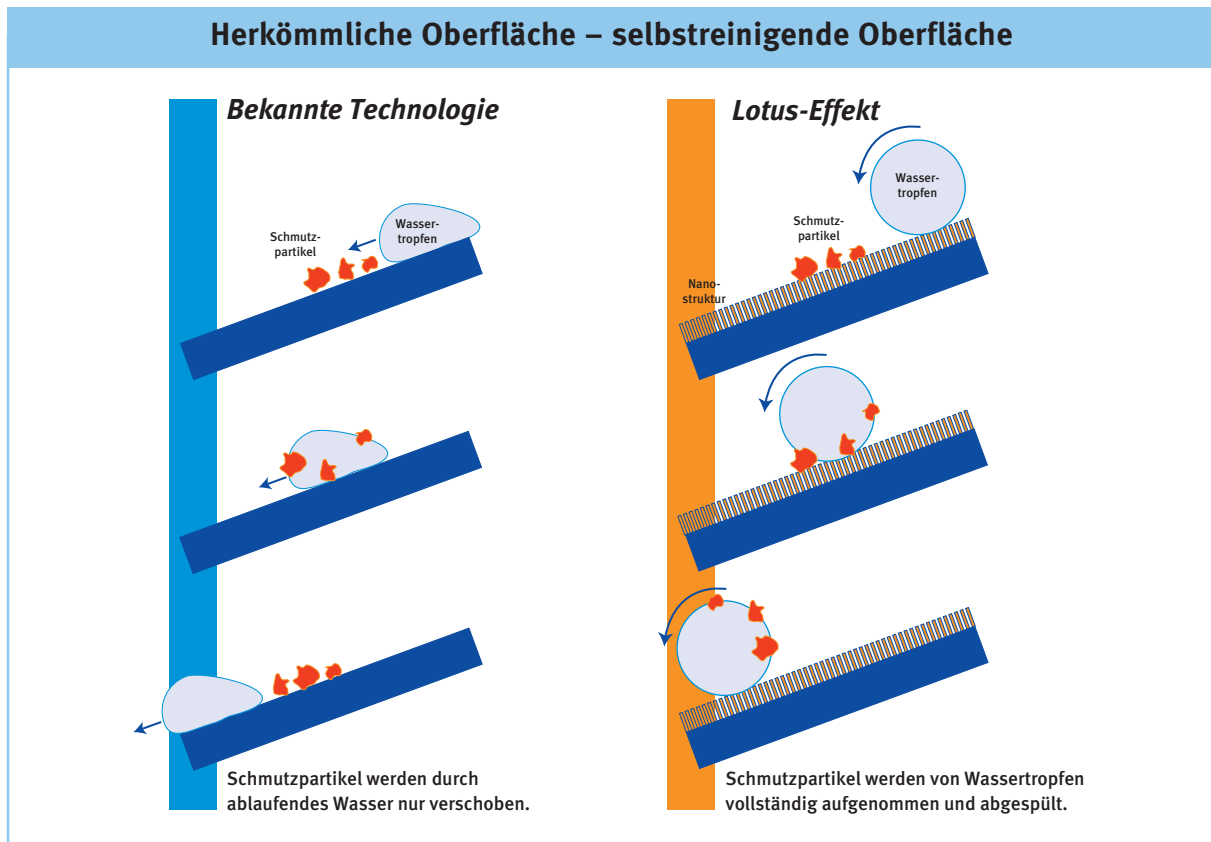 Herkömmliche Oberfläche – selbstreinigende Oberfläche
Bekannte Technologie
Wasser-
tropfen
Schmutz-
partikel
Schmutzpartikel werden durch
ablaufendes Wasser nur verschoben.
Lotus-Effekt
Wasser-
tropfen
Schmutz-
partikel
Nano-
struktur
Schmutzpartikel werden von Wassertropfen
vollständig aufgenommen und abgespült.